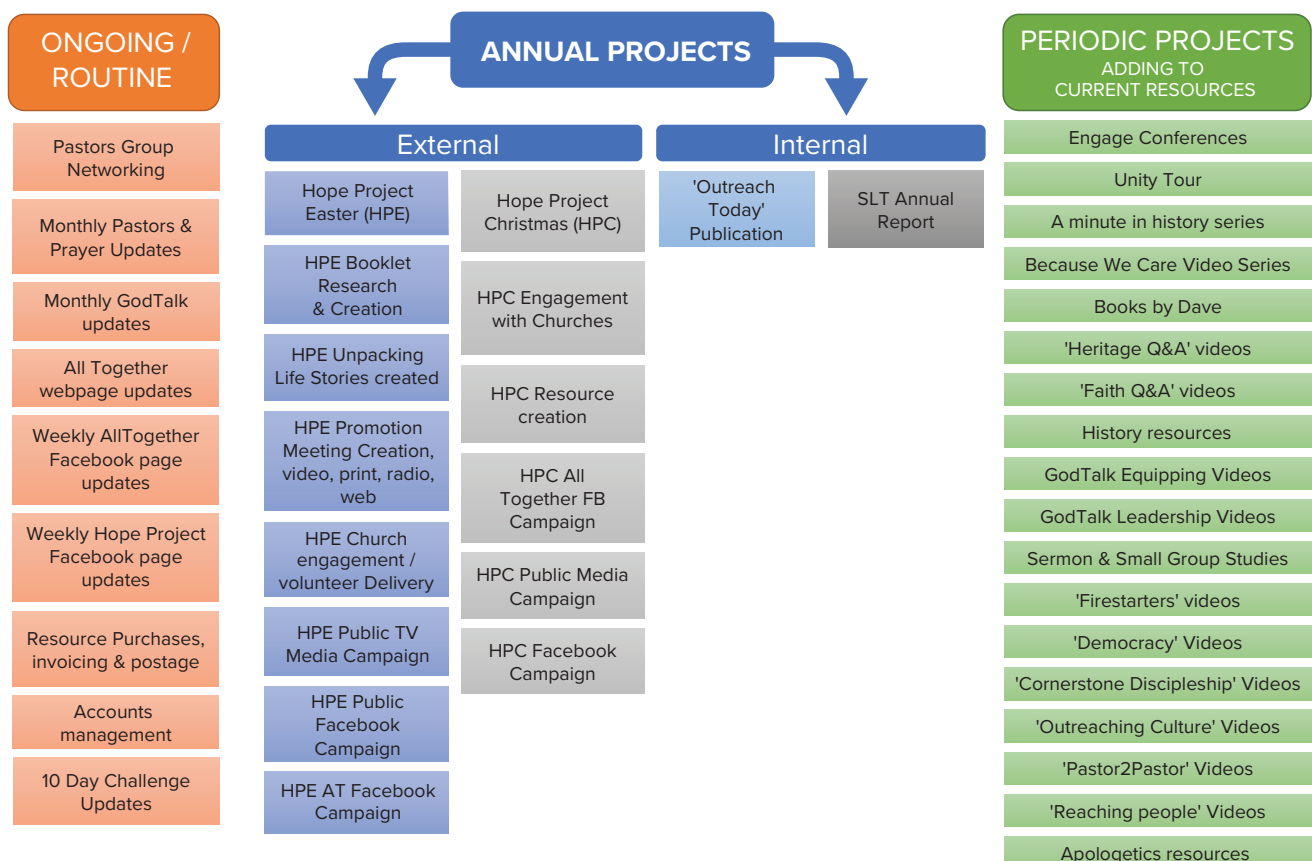 ONGOING /
ROUTINE
Pastors Group
Networking
Monthly Pastors &
Prayer Updates
Monthly GodTalk
updates
All Together
webpage updates
Weekly AllTogether
Facebook page
updates
Weekly Hope Project
Facebook page
updates
Resource Purchases,
invoicing & postage
Accounts
management
10 Day Challenge
Updates
ANNUAL PROJECTS
External
Hope Project
Easter (HPE)
HPE Booklet
Research
& Creation
HPE Unpacking
Life Stories created
HPE Promotion
Meeting Creation,
video, print, radio,
web
HPE Church
engagement /
volunteer Delivery
HPE Public TV
Media Campaign
HPE Public
Facebook
Campaign
HPE AT Facebook
Campaign
Hope Project
Christmas (HPC)
HPC Engagement
with Churches
HPC Resource
creation
HPC All
Together FB
Campaign
HPC Public Media
Campaign
HPC Facebook
Campaign
Internal
'Outreach
Today'
Publication
SLT Annual
Report
PERIODIC PROJECTS
ADDING TO
CURRENT RESOURCES
Engage Conferences
Unity Tour
A minute in history series
Because We Care Video Series
Books by Dave
'Heritage Q&A' videos
'Faith Q&A' videos
History resources
GodTalk Equipping Videos
GodTalk Leadership Videos
Sermon & Small Group Studies
'Firestarters' videos
'Democracy' Videos
'Cornerstone Discipleship' Videos
'Outreaching Culture' Videos
'Pastor2Pastor' Videos
'Reaching people' Videos
Apologetics resources